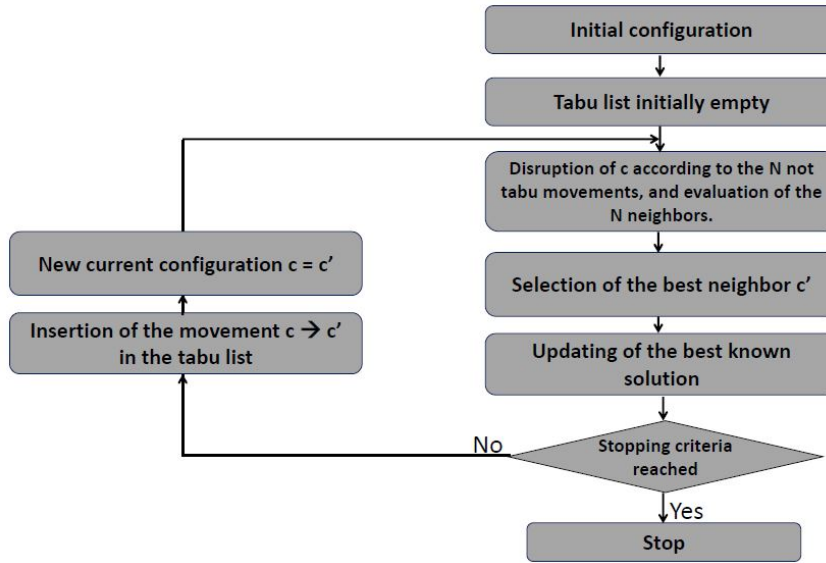 Initial configuration
Tabu list initially empty
Disruption of c according to the N not
tabu movements, and evaluation of the
N neighbors.
New current configuration c = c’
Selection of the best neighbor c’
Insertion of the movement c → c’
in the tabu list
Updating of the best known
solution
No
Stopping criteria
reached
Yes
Stop